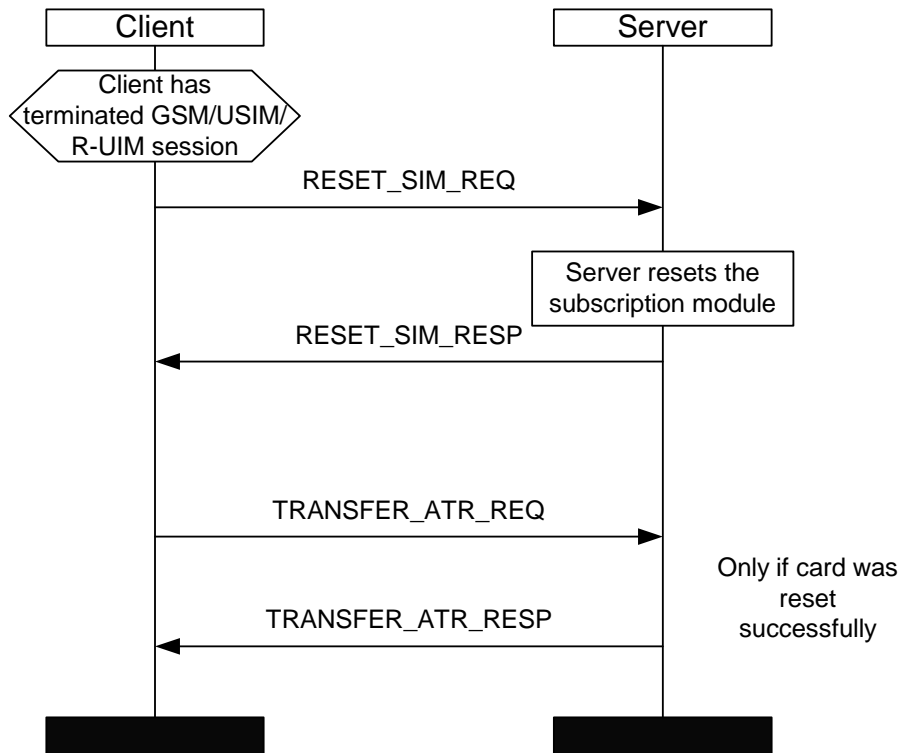 Client
Server
Client has
terminated GSM/USIM/
R-UIM session
RESET_SIM_REQ
Server resets the
subscription module
RESET_SIM_RESP
TRANSFER_ATR_REQ
Only if card was
reset
successfully
TRANSFER_ATR_RESP